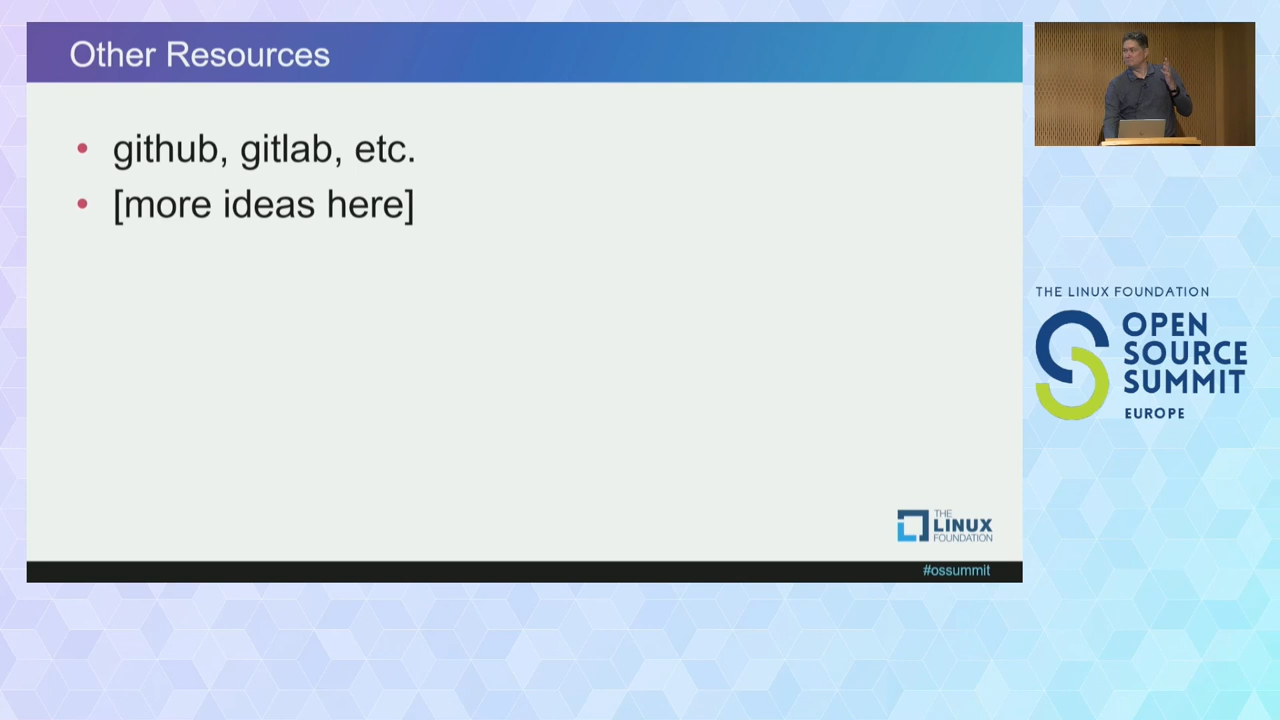 Other Resources
github, gitlab, etc.
[more ideas here]
THE
LINUX
FOUNDATION
#ossummit
THE LINUX FOUNDATION
OPEN
SOURCE
SUMMIT
EUROPE